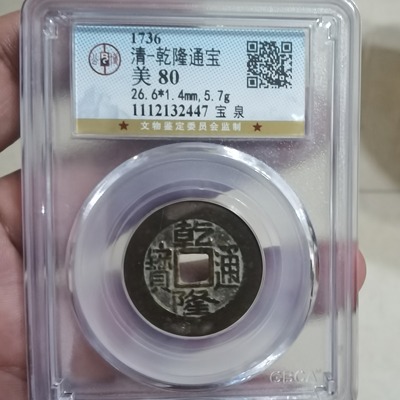 1736
清-乾隆通宝
美 80
26.6*1.4mm,5.7g
1112132447 宝 泉
★ 文物鉴定委员会监制 ★
乾
寶 通
隆
GBCA